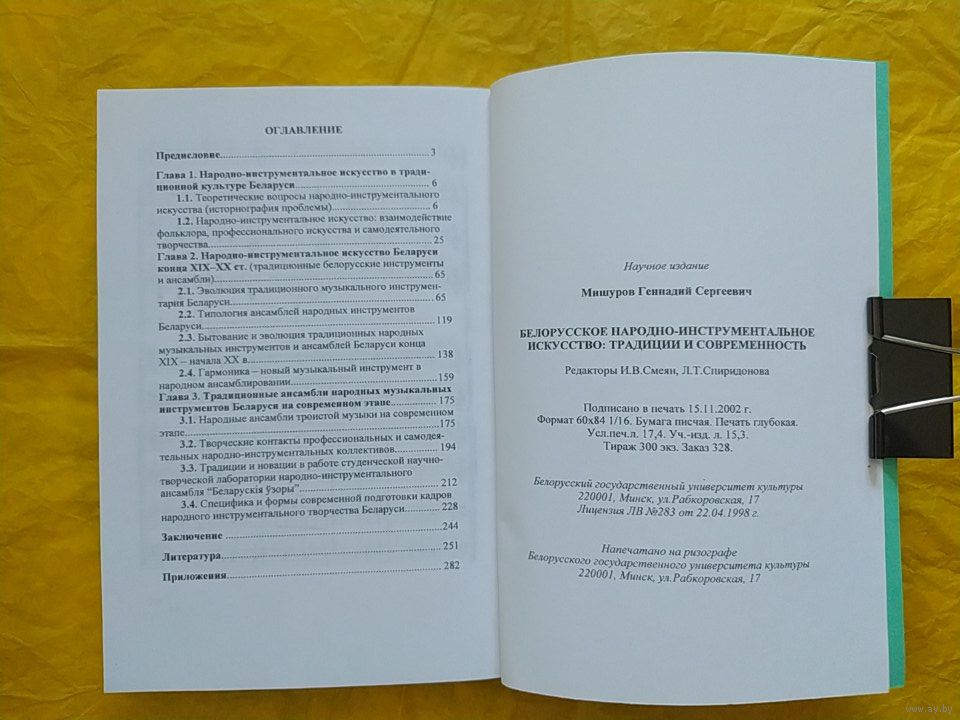 ОГЛАВЛЕНИЕ
Предисловие.......... 3
Глава 1. Народно-инструментальное искусство в тради-
ционной культуре Беларуси.......... 6
1.1. Теоретические вопросы народно-инструментального
искусства (историография проблемы).......... 6
1.2. Народно-инструментальное искусство: взаимодействие
фольклора, профессионального искусства и самодеятельного
творчества.......... 25
Глава 2. Народно-инструментальное искусство Беларуси
конца XIX–XX ст. (традиционные белорусские инструменты
и ансамбли).......... 65
2.1. Эволюция традиционного музыкального инструмен-
тария Беларуси.......... 65
2.2. Типология ансамблей народных инструментов
Беларуси.......... 119
2.3. Бытование и эволюция традиционных народных
музыкальных инструментов и ансамблей Беларуси конца
XIX – начала XX в.......... 138
2.4. Гармоника – новый музыкальный инструмент в
народном ансамблировании.......... 159
Глава 3. Традиционные ансамбли народных музыкальных
инструментов Беларуси на современном этапе.......... 175
3.1. Народные ансамбли троистой музыки на современном
этапе.......... 175
3.2. Творческие контакты профессиональных и самодея-
тельных народно-инструментальных коллективов.......... 194
3.3. Традиции и новации в работе студенческой научно-
творческой лаборатории народно-инструментального
ансамбля “Беларускія ўзоры”.......... 212
3.4. Специфика и формы современной подготовки кадров
народного инструментального творчества Беларуси.......... 228
Заключение .......... 244
Литература.......... 251
Приложения.......... 282
Научное издание
Мишуров Геннадий Сергеевич
БЕЛОРУССКОЕ НАРОДНО-ИНСТРУМЕНТАЛЬНОЕ
ИСКУССТВО: ТРАДИЦИИ И СОВРЕМЕННОСТЬ
Редакторы И.В.Смеян, Л.Т.Спиридонова
Подписано в печать 15.11.2002 г.
Формат 60х84 1/16. Бумага писчая. Печать глубокая.
Усл.печ.л. 17,4. Уч.-изд. л. 15,3.
Тираж 300 экз. Заказ 328.
Белорусский государственный университет культуры
220001, Минск, ул.Рабкоровская, 17
Лицензия ЛВ №283 от 22.04.1998 г.
Напечатано на ризографе
Белорусского государственного университета культуры
220001, Минск, ул.Рабкоровская, 17
www.ay.by